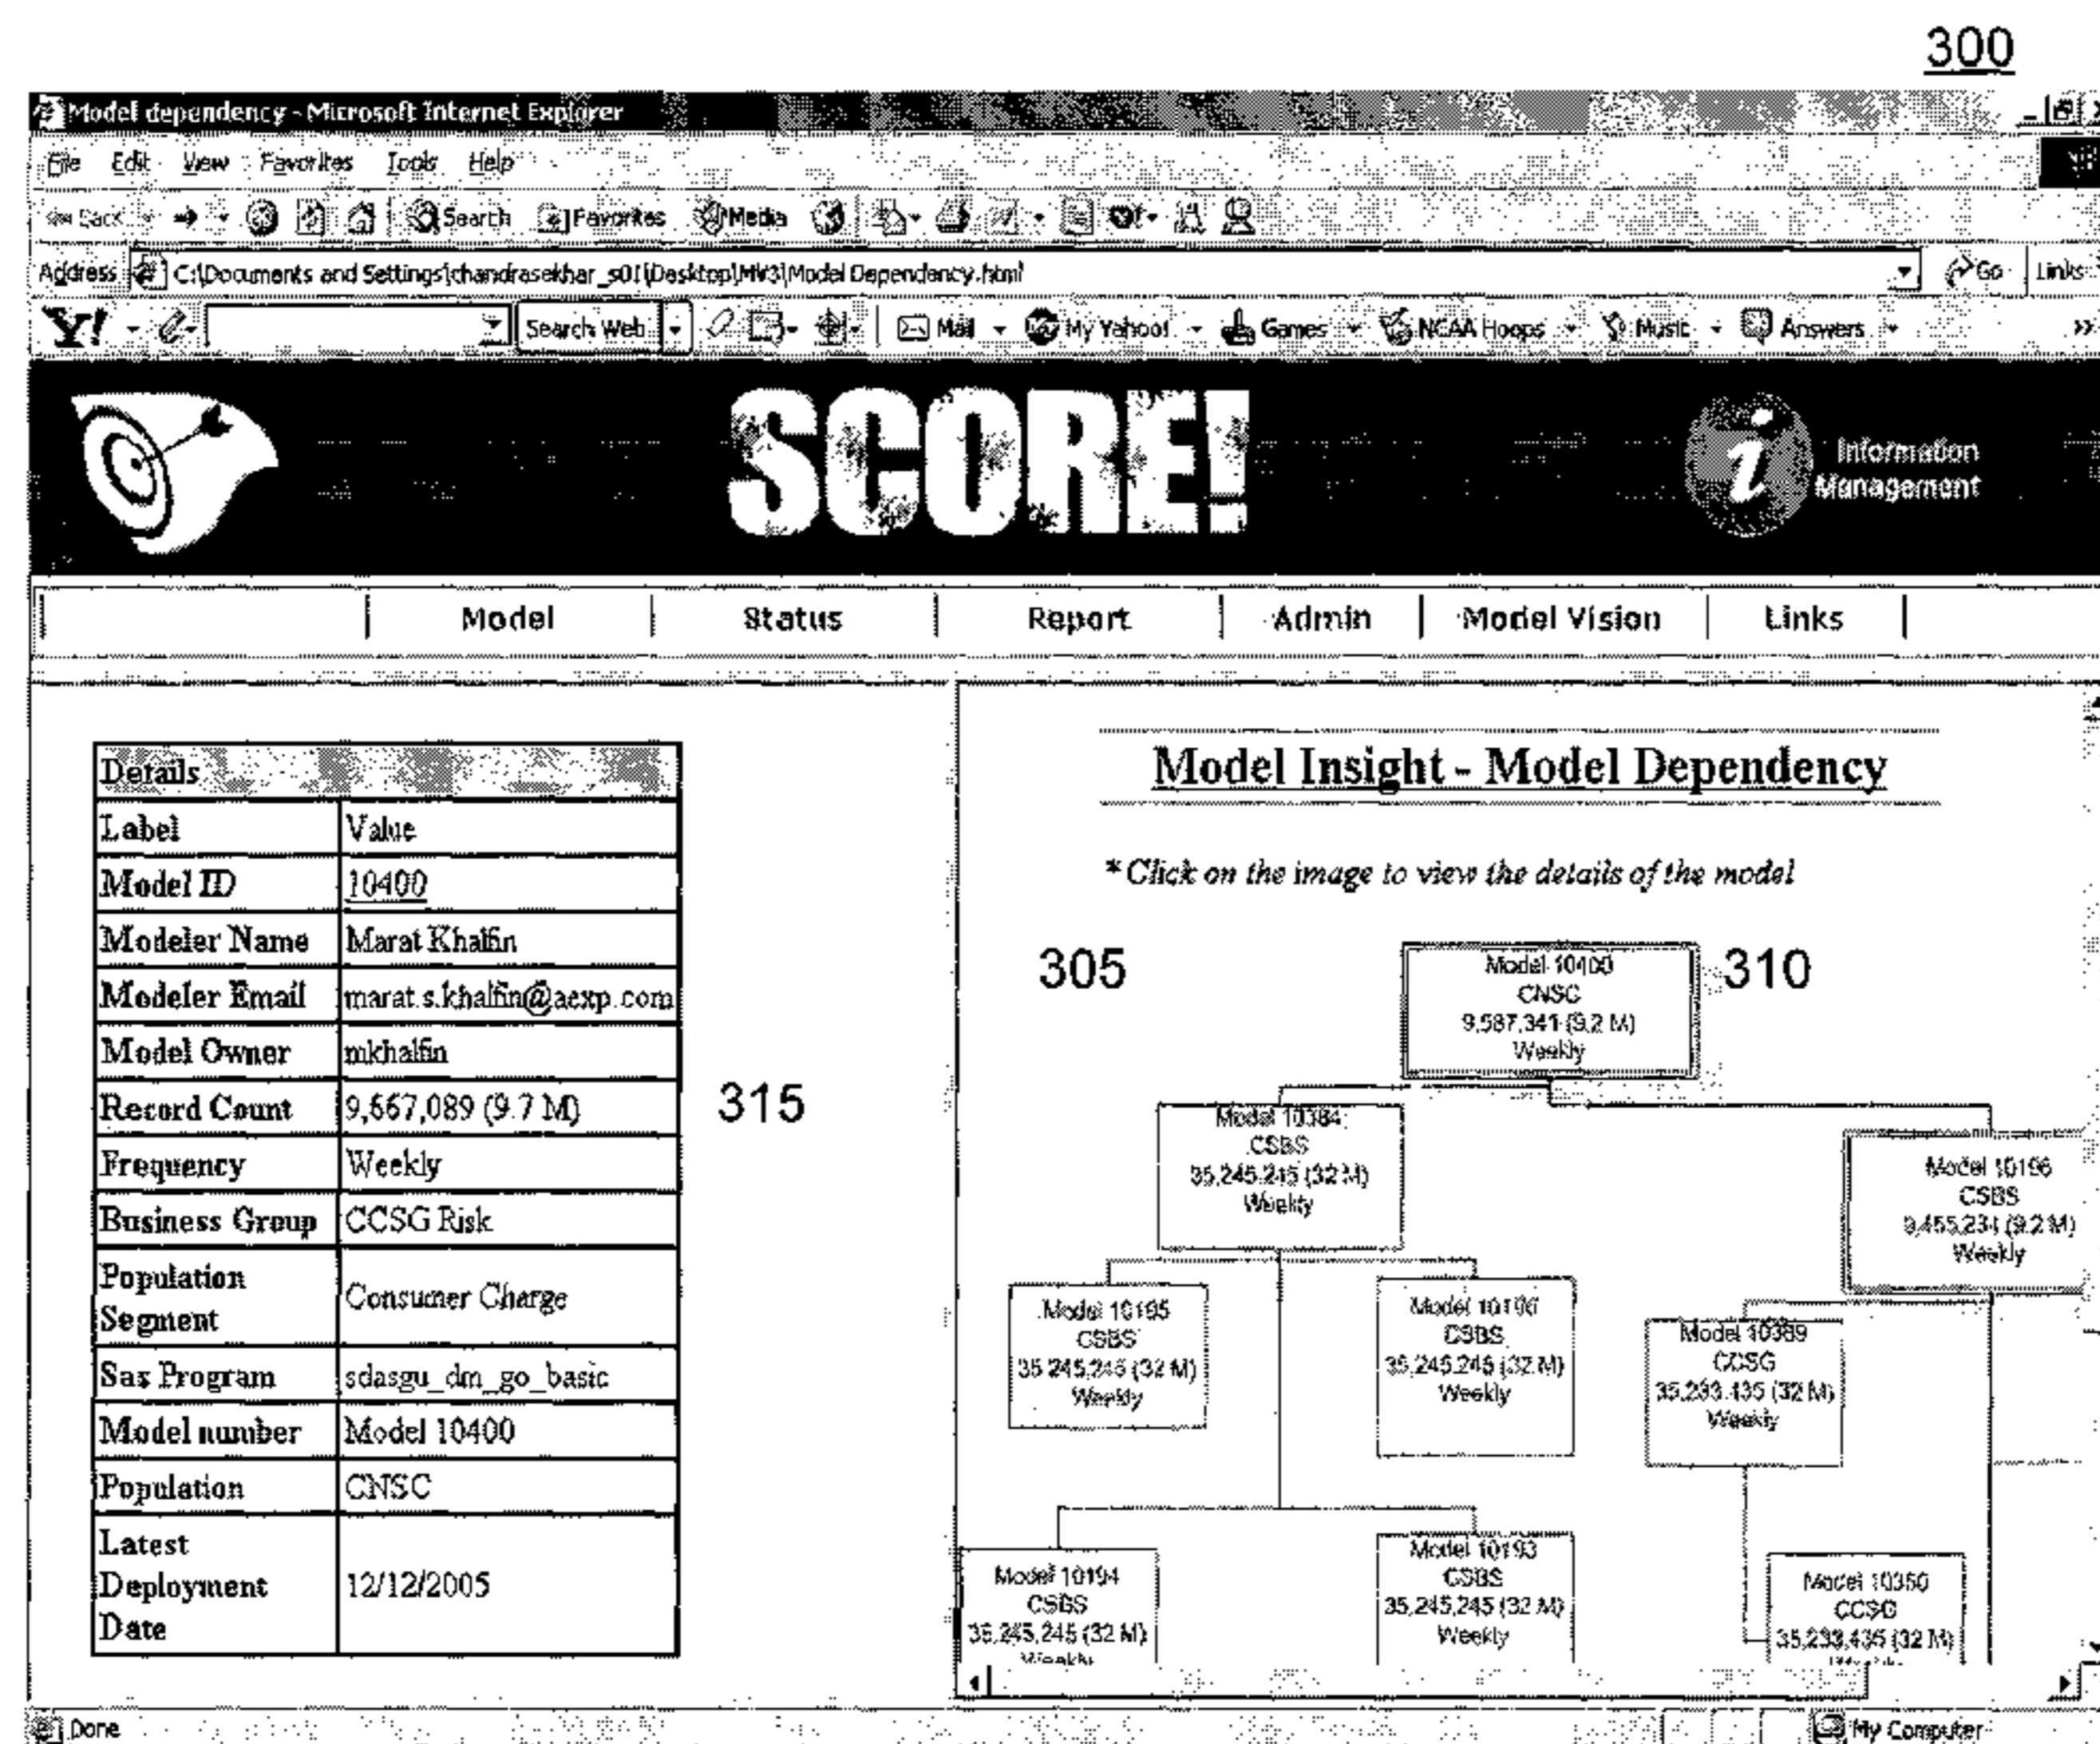 300
Model dependency - Microsoft Internet Explorer
File Edit View Favorites Tools Help
Back Search Favorites Media
Address C:\Documents and Settings\chandrasekhar_s01\Desktop\MV3\Model Dependency.html Go Links
Y! Search Web Mail My Yahoo! Games NCAA Hoops Music Answers »
SCORE!
i Information
Management
Model Status Report Admin Model Vision Links
Details
Label Value
Model ID 10400
Modeler Name Marat Khalfin
Modeler Email marat.s.khalfin@aexp.com
Model Owner mkhalfin
Record Count 9,667,089 (9.7 M)
Frequency Weekly
Business Group CCSG Risk
Population
Segment
Consumer Charge
Sas Program sdasgu_dm_go_basic
Model number Model 10400
Population CNSC
Latest
Deployment
Date
12/12/2005
315
Model Insight - Model Dependency
*Click on the image to view the details of the model
305
310
Model 10400
CNSC
9,587,341 (9.2 M)
Weekly
Model 10384
CSBS
35,245,245 (32 M)
Weekly
Model 10196
CSBS
9,455,234 (9.2 M)
Weekly
Model 10195
CSBS
35,245,245 (32 M)
Weekly
Model 10196
CSBS
35,245,245 (32 M)
Weekly
Model 10389
CCSG
35,233,435 (32 M)
Weekly
Model 10194
CSBS
35,245,245 (32 M)
Weekly
Model 10193
CSBS
35,245,245 (32 M)
Weekly
Model 10350
CCSG
35,233,435 (32 M)
Done
My Computer